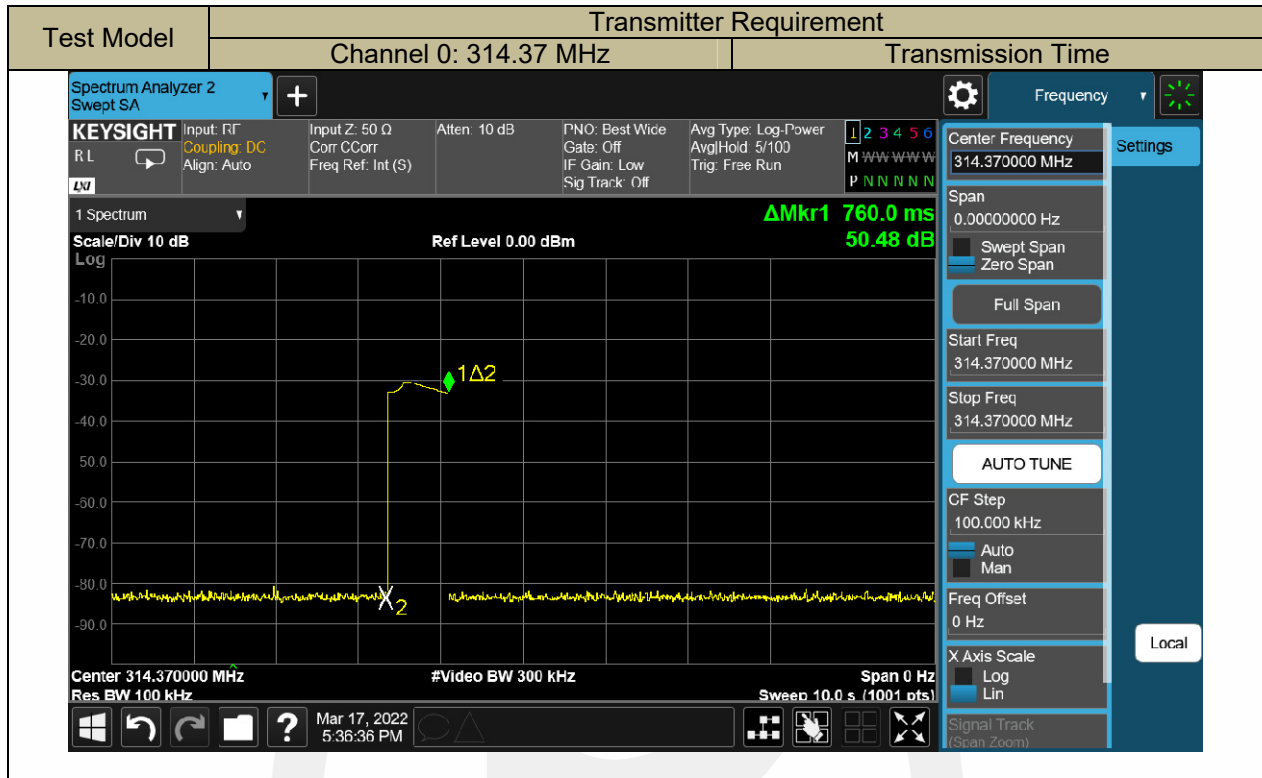 Test Model
Transmitter Requirement
Channel 0: 314.37 MHz
Transmission Time
Spectrum Analyzer 2
Swept SA
+
Frequency
KEYSIGHT
RL
LXI
Input: RF
Coupling: DC
Align: Auto
Input Z: 50 Ω
Corr CCorr
Freq Ref: Int (S)
Atten: 10 dB
PNO: Best Wide
Gate: Off
IF Gain: Low
Sig Track: Off
Avg Type: Log-Power
Avg|Hold: 5/100
Trig: Free Run
1 2 3 4 5 6
M W W W W W
P N N N N N
1 Spectrum
ΔMkr1 760.0 ms
50.48 dB
Scale/Div 10 dB
Ref Level 0.00 dBm
Log
-10.0
-20.0
-30.0
-40.0
50.0
-60.0
-70.0
-80.0
-90.0
1Δ2
2
Center 314.370000 MHz
#Video BW 300 kHz
Span 0 Hz
Res BW 100 kHz
Sweep 10.0 s (1001 pts)
?
Mar 17, 2022
5:36:36 PM
Center Frequency
314.370000 MHz
Settings
Span
0.00000000 Hz
Swept Span
Zero Span
Full Span
Start Freq
314.370000 MHz
Stop Freq
314.370000 MHz
AUTO TUNE
CF Step
100.000 kHz
Auto
Man
Freq Offset
0 Hz
X Axis Scale
Log
Lin
Local
Signal Track
(Span Zoom)